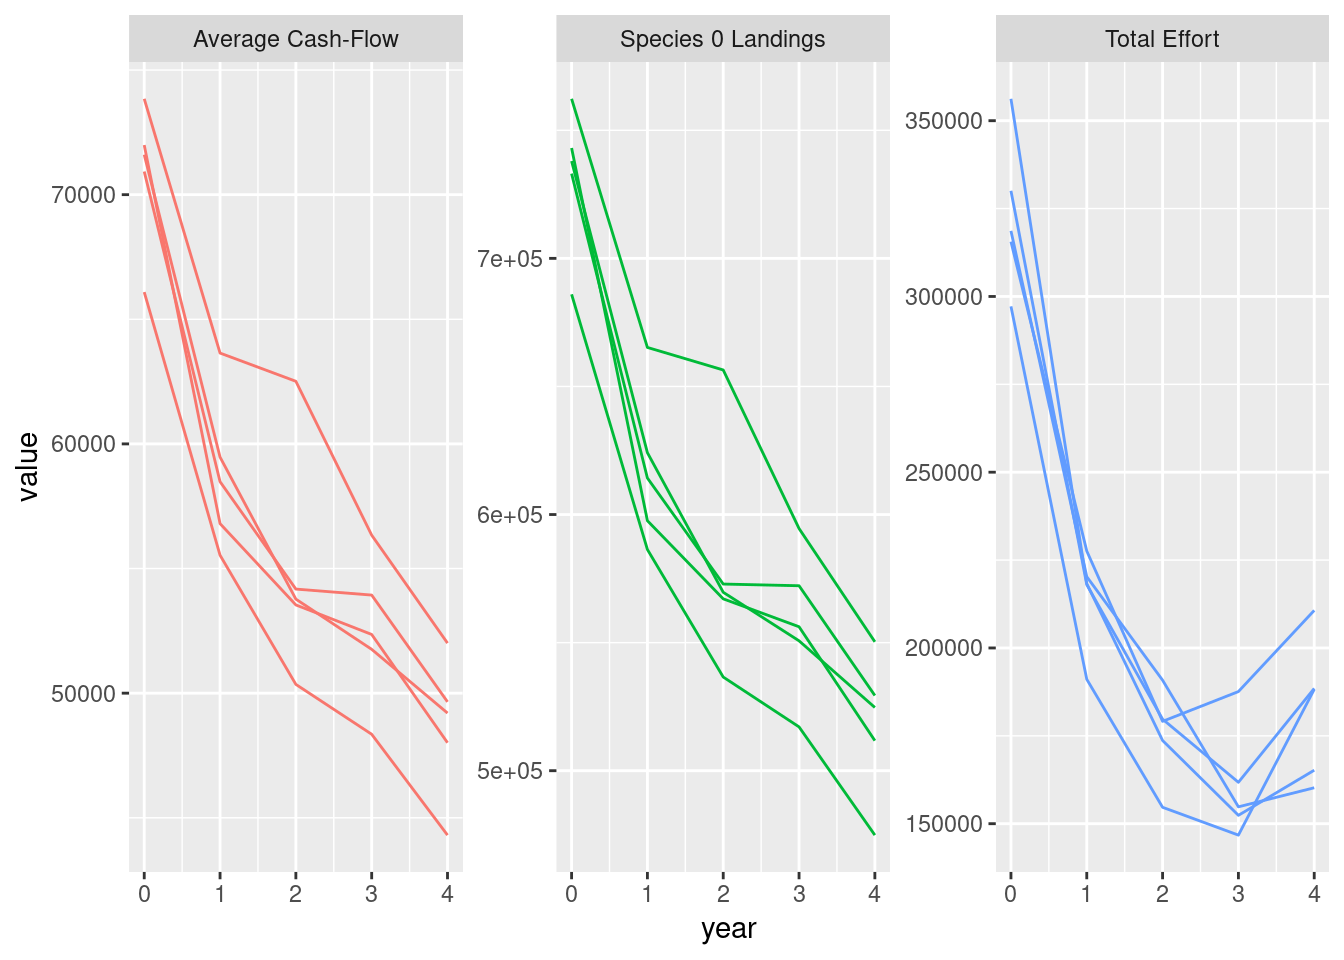 Average Cash-Flow
Species 0 Landings
Total Effort
value
70000
60000
50000
7e+05
6e+05
5e+05
350000
300000
250000
200000
150000
0 1 2 3 4
0 1 2 3 4
0 1 2 3 4
year